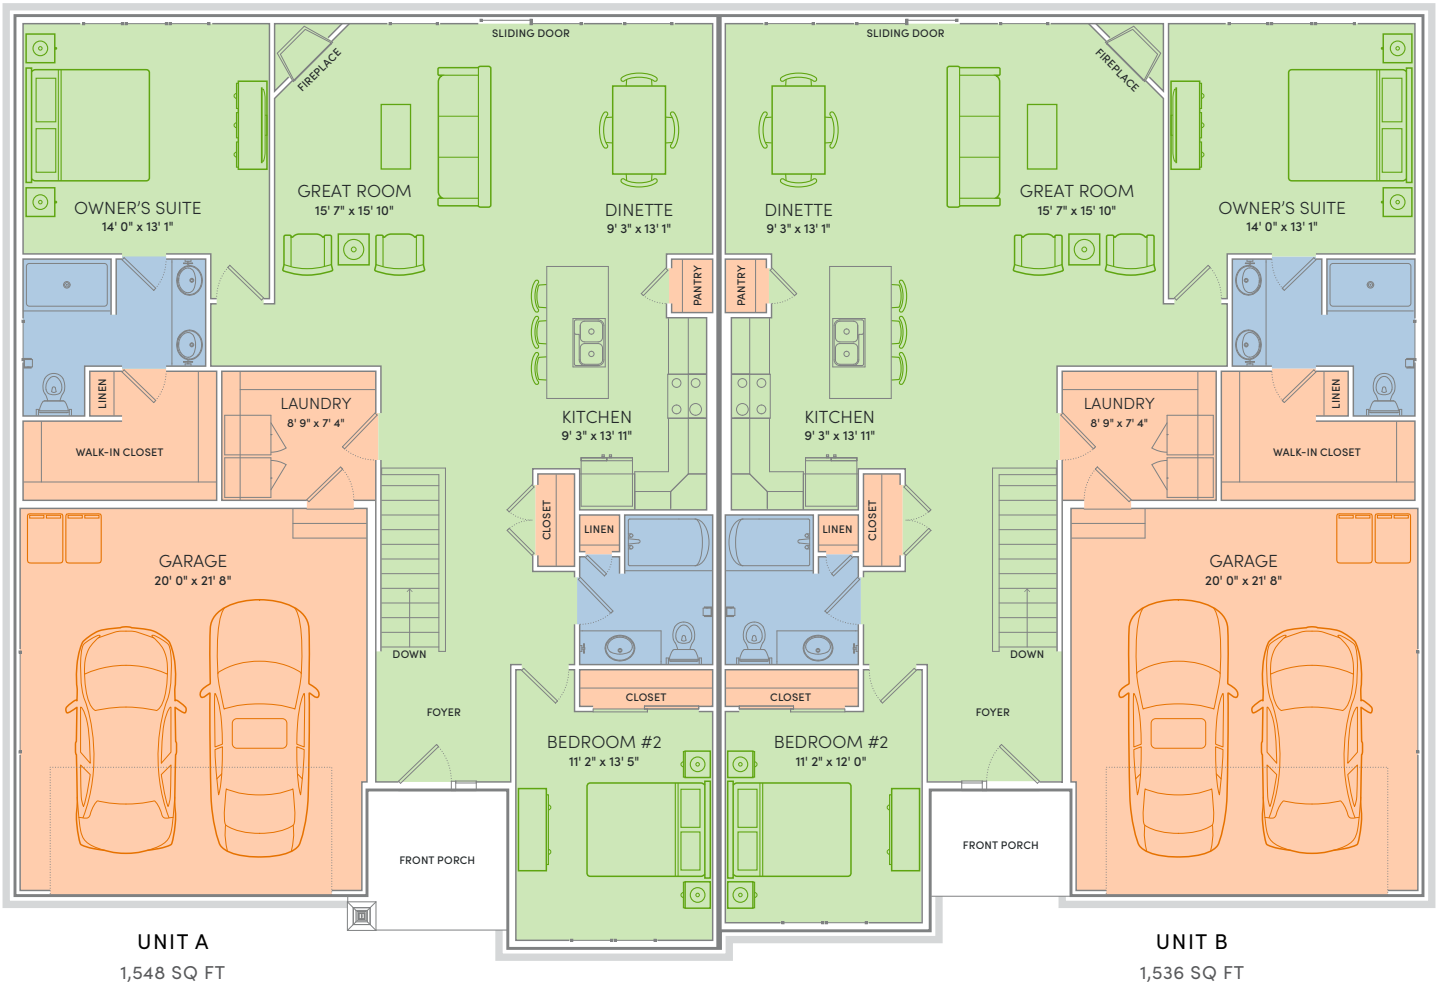 SLIDING DOOR
FIREPLACE
OWNER'S SUITE
14' 0" x 13' 1"
GREAT ROOM
15' 7" x 15' 10"
DINETTE
9' 3" x 13' 1"
PANTRY
KITCHEN
9' 3" x 13' 11"
LINEN
WALK-IN CLOSET
LAUNDRY
8' 9" x 7' 4"
CLOSET
LINEN
GARAGE
20' 0" x 21' 8"
DOWN
FOYER
CLOSET
BEDROOM #2
11' 2" x 13' 5"
FRONT PORCH
UNIT A
1,548 SQ FT
SLIDING DOOR
FIREPLACE
DINETTE
9' 3" x 13' 1"
GREAT ROOM
15' 7" x 15' 10"
OWNER'S SUITE
14' 0" x 13' 1"
PANTRY
KITCHEN
9' 3" x 13' 11"
LAUNDRY
8' 9" x 7' 4"
LINEN
WALK-IN CLOSET
LINEN
CLOSET
GARAGE
20' 0" x 21' 8"
DOWN
CLOSET
FOYER
BEDROOM #2
11' 2" x 12' 0"
FRONT PORCH
UNIT B
1,536 SQ FT